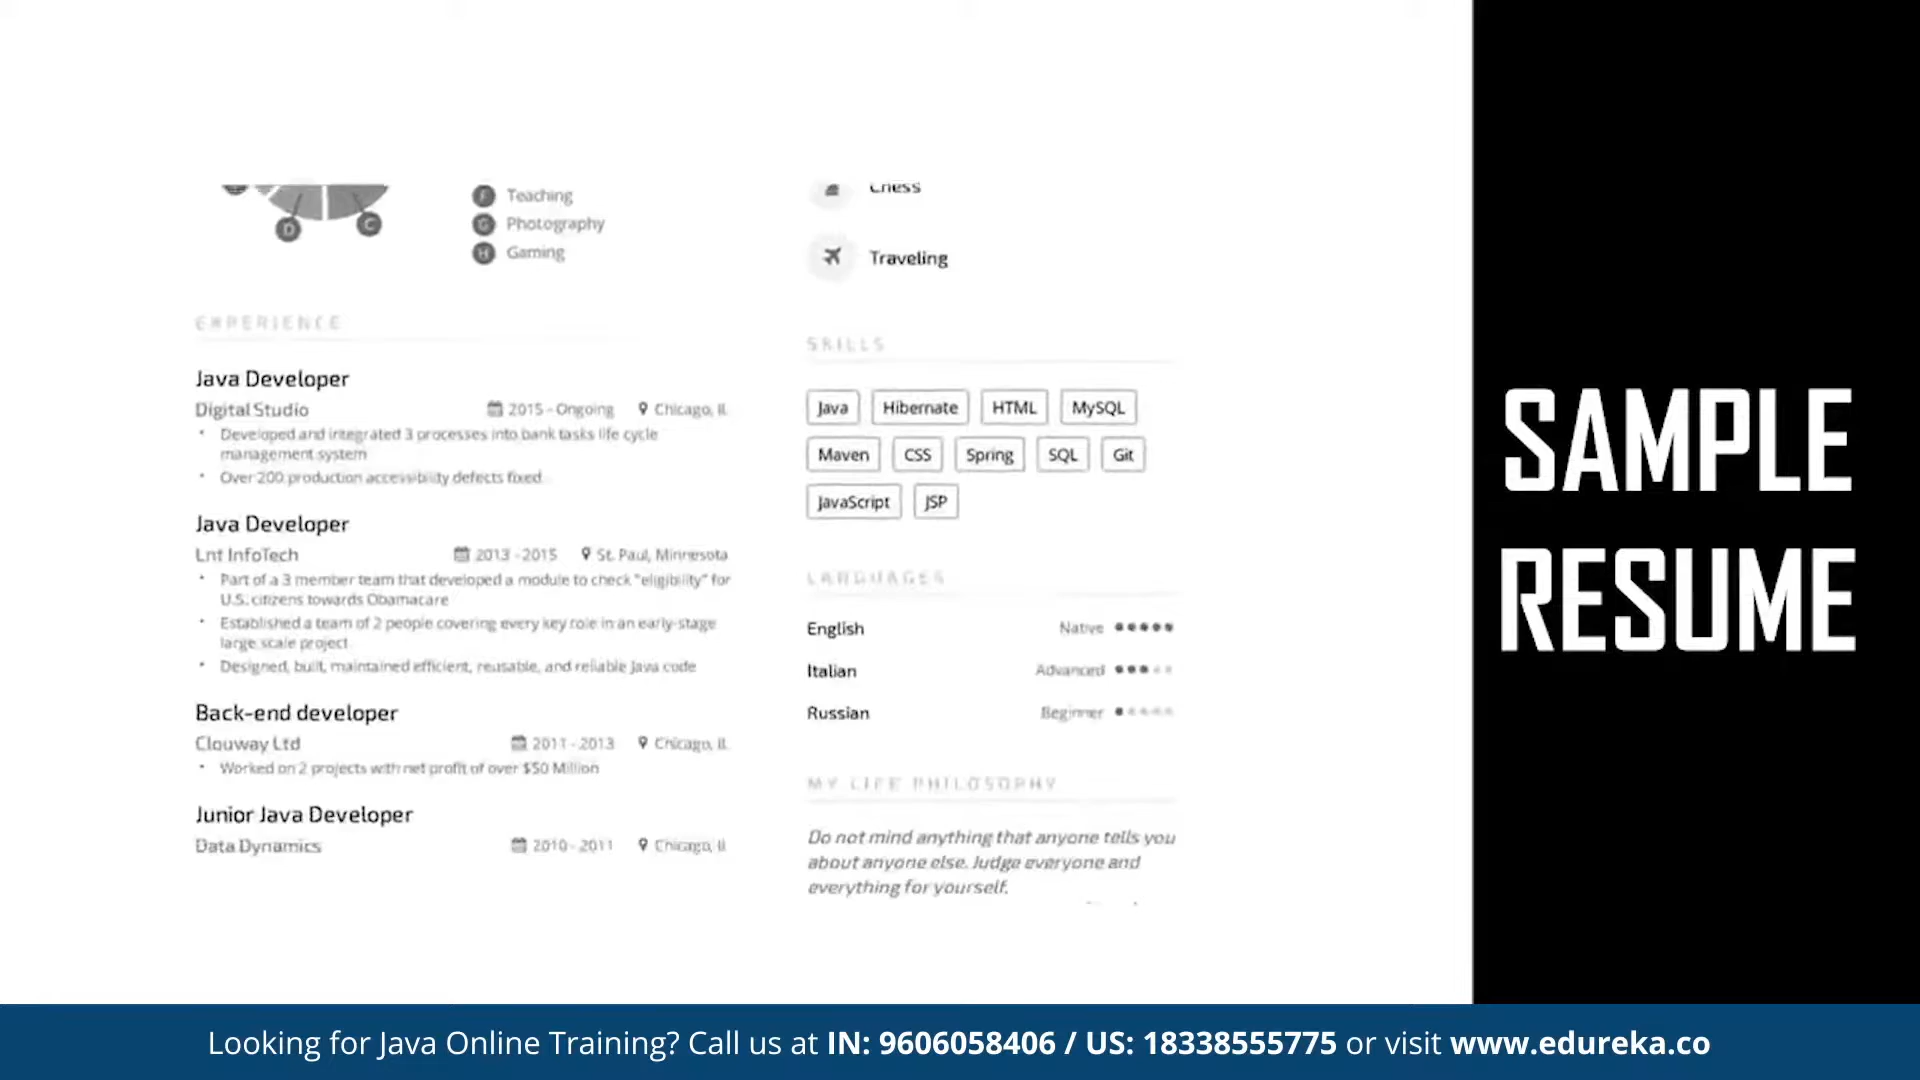 D
C
F Teaching
G Photography
H Gaming
EXPERIENCE
Java Developer
Digital Studio 2015 - Ongoing Chicago, IL
• Developed and integrated 3 processes into bank tasks life cycle
management system
• Over 200 production accessibility defects fixed.
Java Developer
Lnt InfoTech 2013 - 2015 St. Paul, Minnesota
• Part of a 3 member team that developed a module to check "eligibility" for
U.S. citizens towards Obamacare
• Established a team of 2 people covering every key role in an early-stage
large scale project
• Designed, built, maintained efficient, reusable, and reliable Java code
Back-end developer
Clouway Ltd 2011 - 2013 Chicago, IL
• Worked on 2 projects with net profit of over $50 Million
Junior Java Developer
Data Dynamics 2010 - 2011 Chicago, Il
Chess
Traveling
SKILLS
Java Hibernate HTML MySQL
Maven CSS Spring SQL Git
JavaScript JSP
LANGUAGES
English Native
Italian Advanced
Russian Beginner
MY LIFE PHILOSOPHY
Do not mind anything that anyone tells you
about anyone else. Judge everyone and
everything for yourself.
SAMPLE
RESUME
Looking for Java Online Training? Call us at IN: 9606058406 / US: 18338555775 or visit www.edureka.co